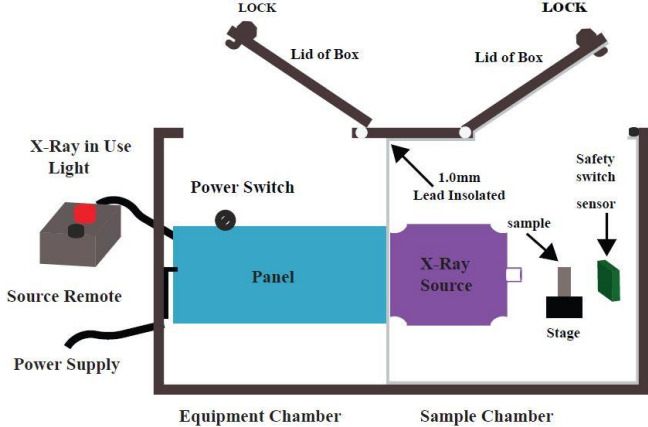 LOCK
LOCK
Lid of Box
Lid of Box
X-Ray in Use
Light
Power Switch
1.0mm
Lead Insolated
Safety
switch
sensor
sample
Panel
X-Ray
Source
Source Remote
Stage
Power Supply
Equipment Chamber
Sample Chamber